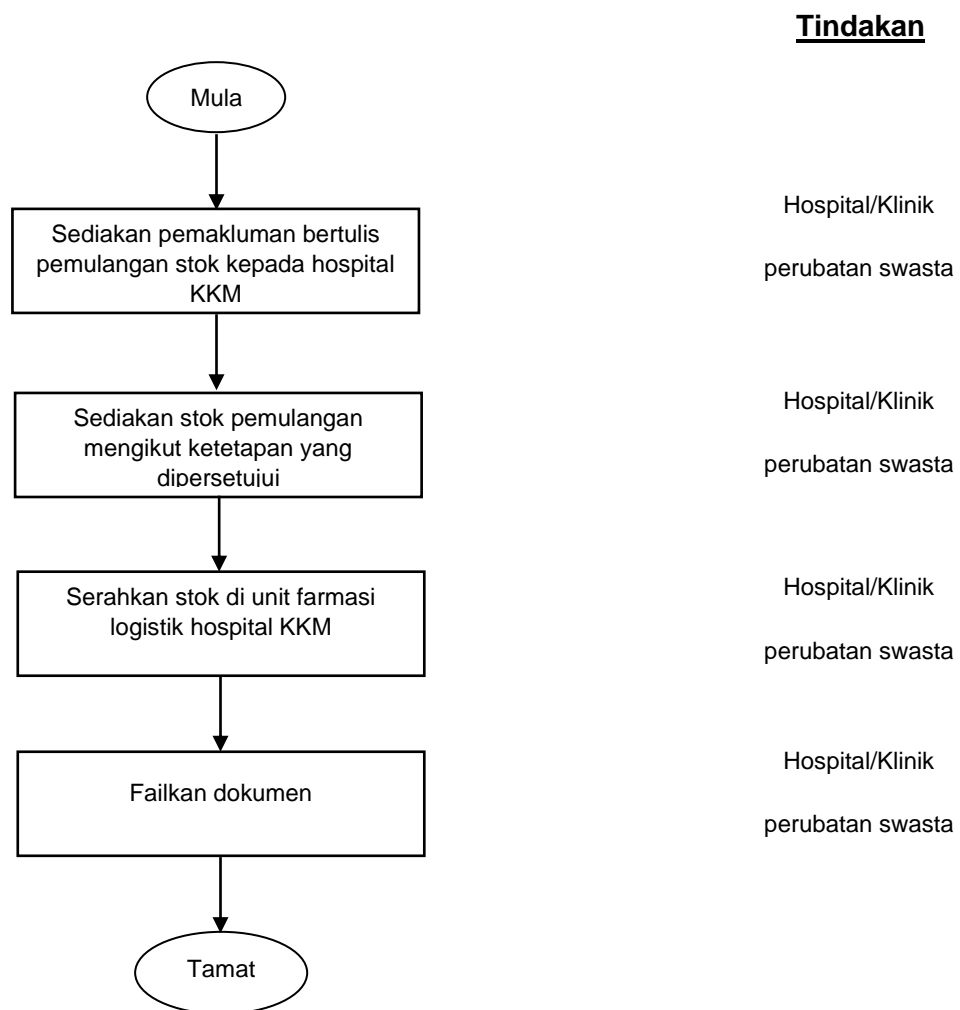 Tindakan
Mula
Sediakan pemakluman bertulis
pemulangan stok kepada hospital
KKM
Hospital/Klinik
perubatan swasta
Sediakan stok pemulangan
mengikut ketetapan yang
dipersetujui
Hospital/Klinik
perubatan swasta
Serahkan stok di unit farmasi
logistik hospital KKM
Hospital/Klinik
perubatan swasta
Failkan dokumen
Hospital/Klinik
perubatan swasta
Tamat